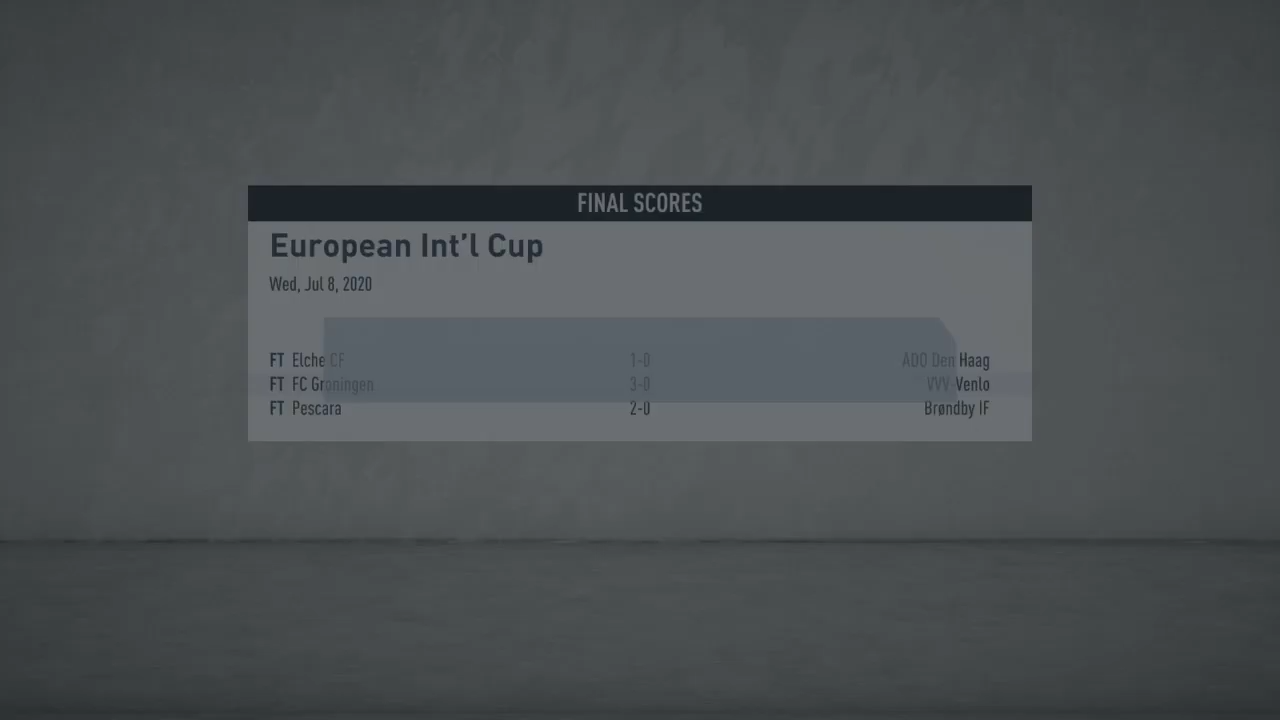 FINAL SCORES
European Int’l Cup
Wed, Jul 8, 2020
FT Elche CF 1-0 ADO Den Haag
FT FC Groningen 3-0 VVV-Venlo
FT Pescara 2-0 Brøndby IF